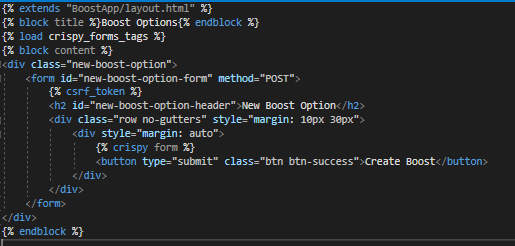 {% extends "BoostApp/layout.html" %}
{% block title %}Boost Options{% endblock %}
{% load crispy_forms_tags %}
{% block content %}
<div class="new-boost-option">
    <form id="new-boost-option-form" method="POST">
        {% csrf_token %}
        <h2 id="new-boost-option-header">New Boost Option</h2>
        <div class="row no-gutters" style="margin: 10px 30px">
            <div style="margin: auto">
                {% crispy form %}
                <button type="submit" class="btn btn-success">Create Boost</button>
            </div>
        </div>
    </form>
</div>
{% endblock %}